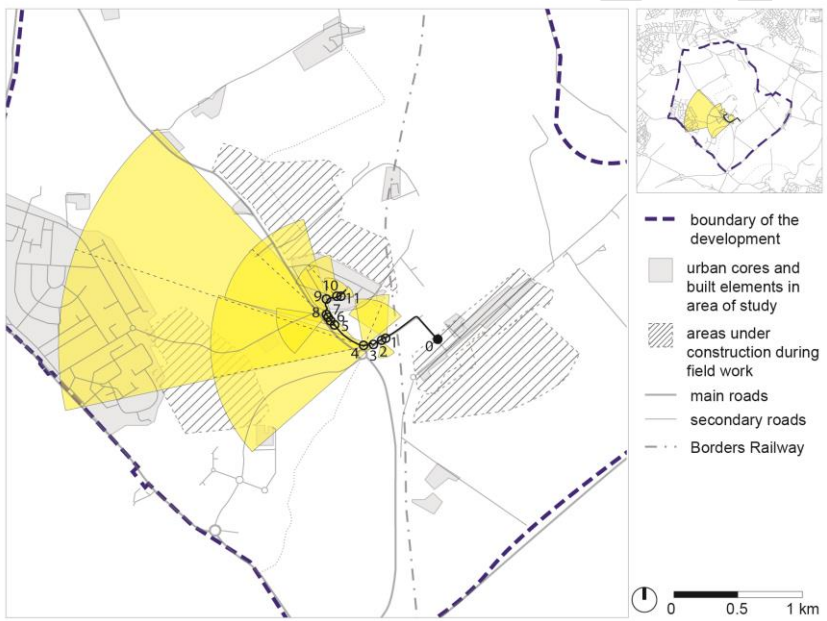 10
9
11
8
7
6
5
4
3
2
1
0
boundary of the
development
urban cores and
built elements in
area of study
areas under
construction during
field work
main roads
secondary roads
Borders Railway
0 0.5 1 km